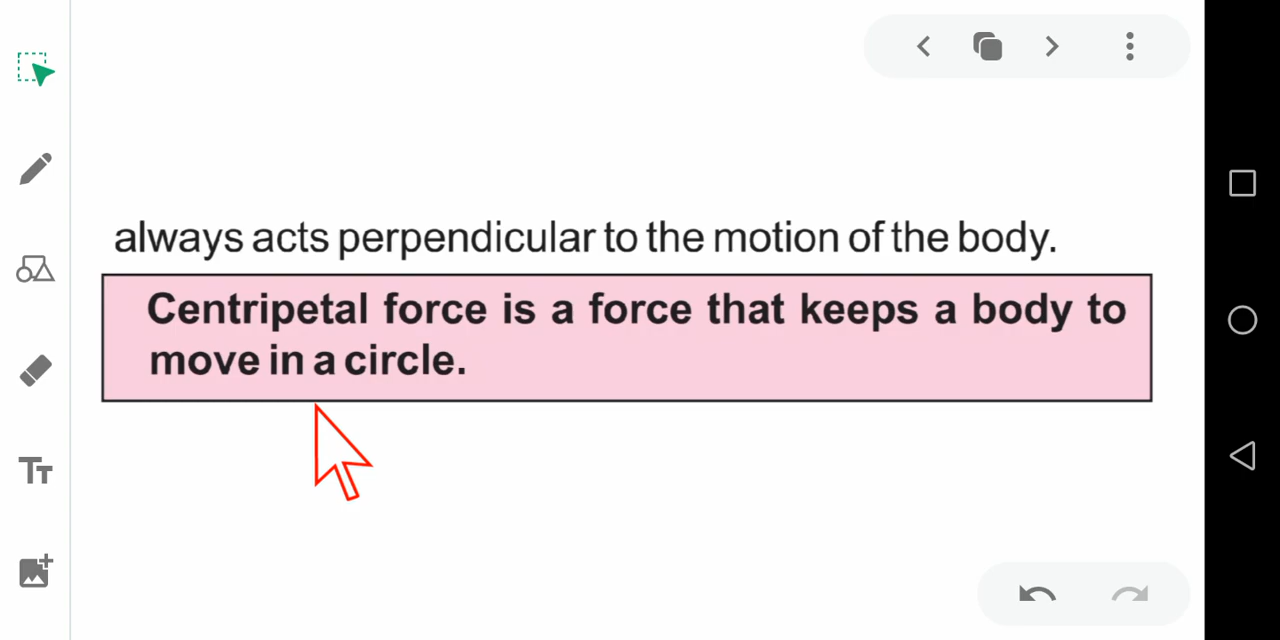 always acts perpendicular to the motion of the body.
Centripetal force is a force that keeps a body to
move in a circle.